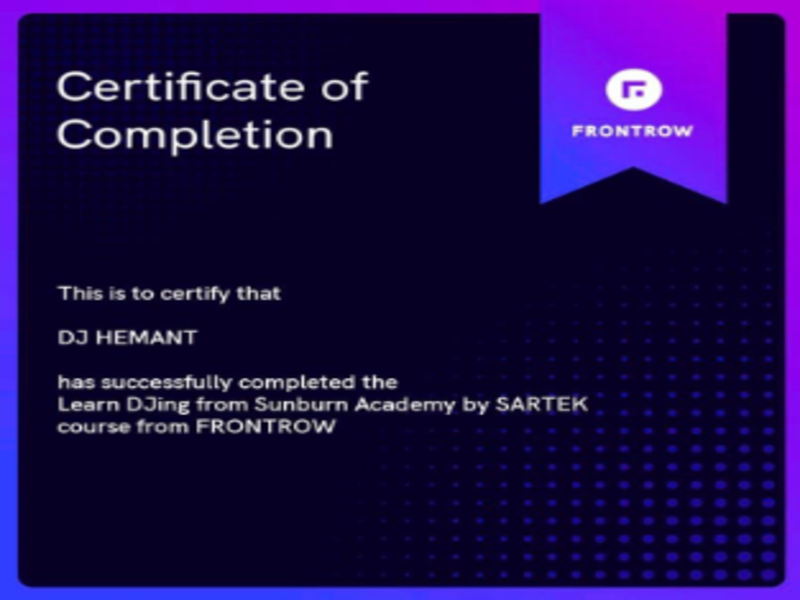 Certificate of
Completion
FRONTROW
This is to certify that
DJ HEMANT
has successfully completed the
Learn DJing from Sunburn Academy by SARTEK
course from FRONTROW